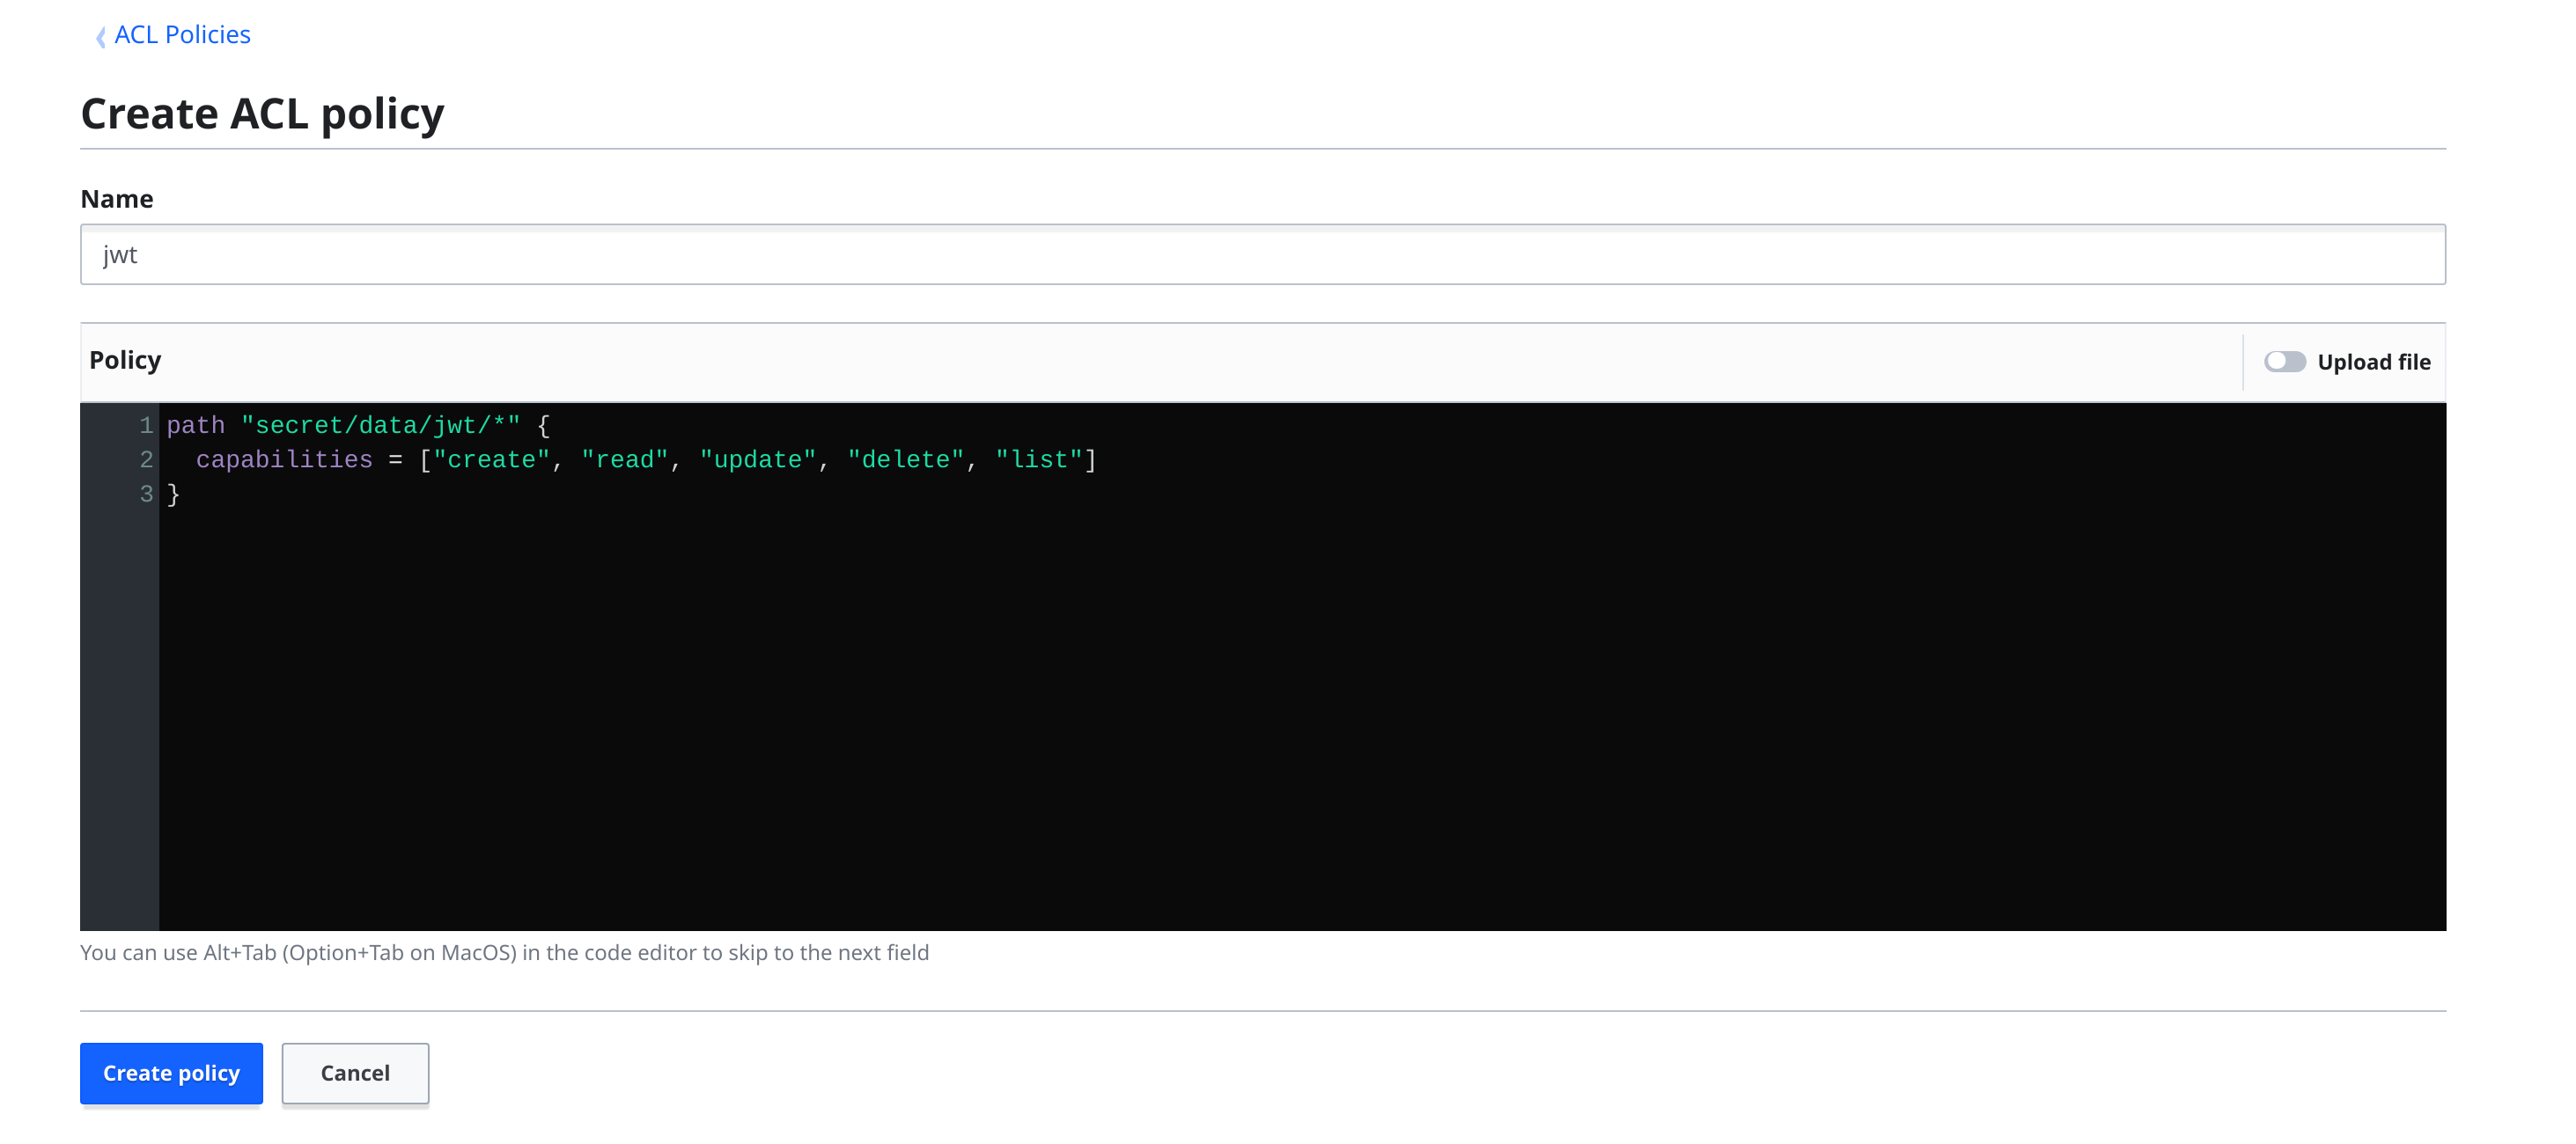 ACL Policies
Create ACL policy
Name
jwt
Policy
Upload file
1 path "secret/data/jwt/*" {
2   capabilities = ["create", "read", "update", "delete", "list"]
3 }
You can use Alt+Tab (Option+Tab on MacOS) in the code editor to skip to the next field
Create policy
Cancel